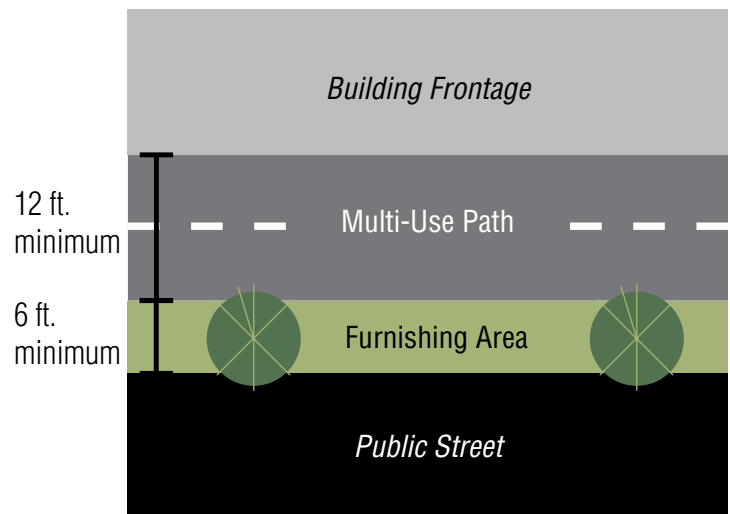 Building Frontage
12 ft.
minimum
Multi-Use Path
6 ft.
minimum
Furnishing Area
Public Street